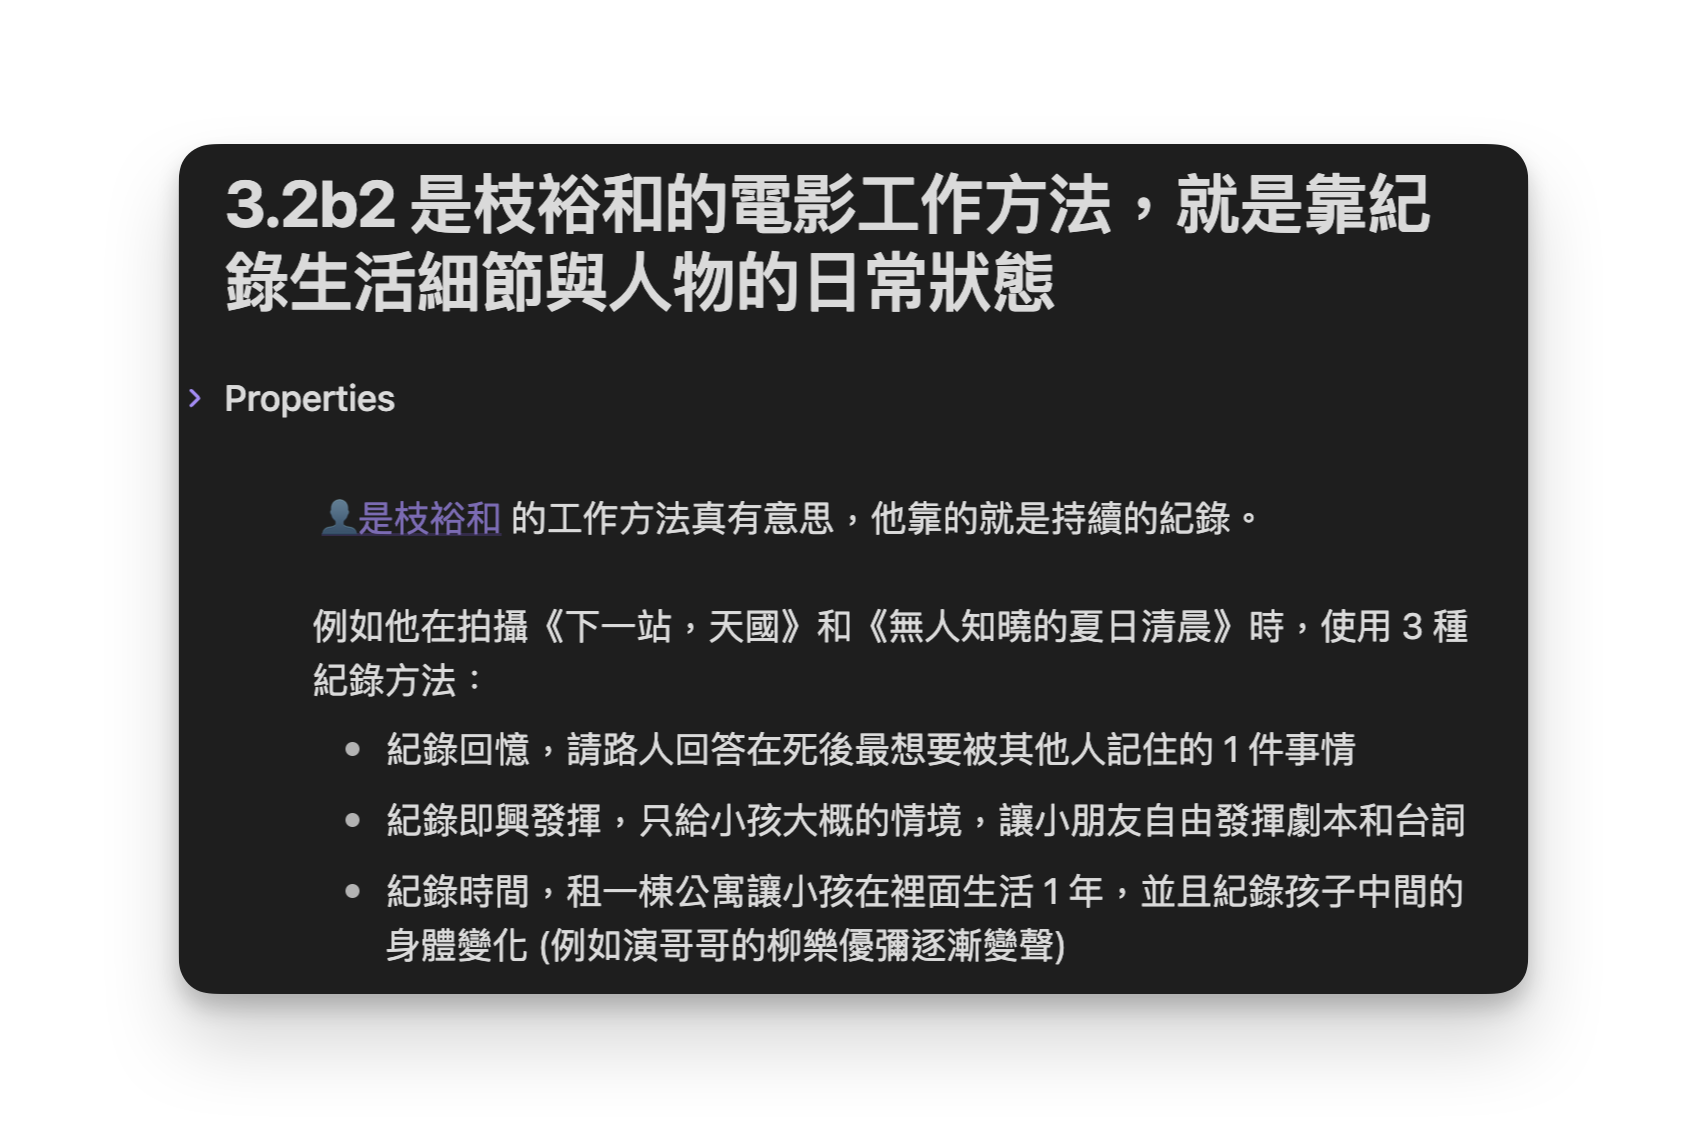 3.2b2 是枝裕和的電影工作方法，就是靠紀
錄生活細節與人物的日常狀態
Properties
👤是枝裕和 的工作方法真有意思，他靠的就是持續的紀錄。
例如他在拍攝《下一站，天國》和《無人知曉的夏日清晨》時，使用 3 種
紀錄方法：
• 紀錄回憶，請路人回答在死後最想要被其他人記住的 1 件事情
• 紀錄即興發揮，只給小孩大概的情境，讓小朋友自由發揮劇本和台詞
• 紀錄時間，租一棟公寓讓小孩在裡面生活 1 年，並且紀錄孩子中間的
身體變化 (例如演哥哥的柳樂優彌逐漸變聲)